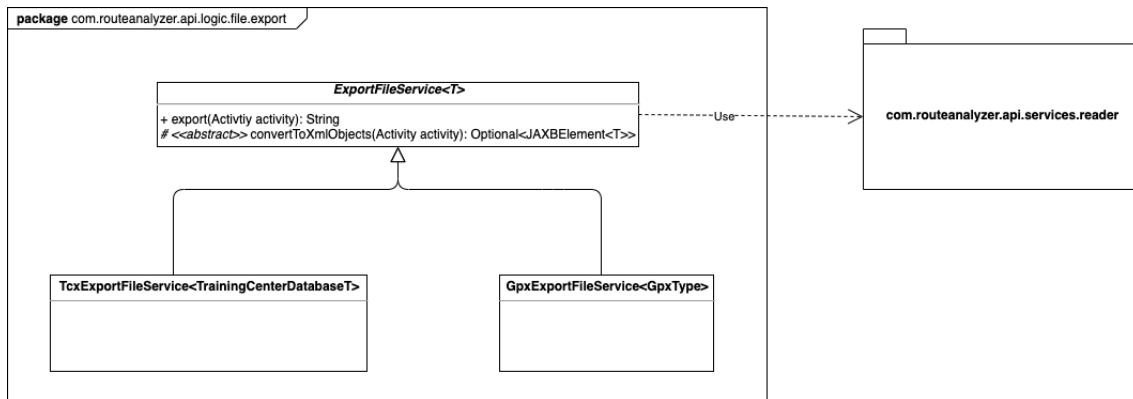 package com.routeanalyzer.api.logic.file.export
ExportFileService<T>
+ export(Activtiy activity): String
# <<abstract>> convertToXmlObjects(Activity activity): Optional<JAXBElement<T>>
Use
com.routeanalyzer.api.services.reader
TcxExportFileService<TrainingCenterDatabaseT>
GpxExportFileService<GpxType>